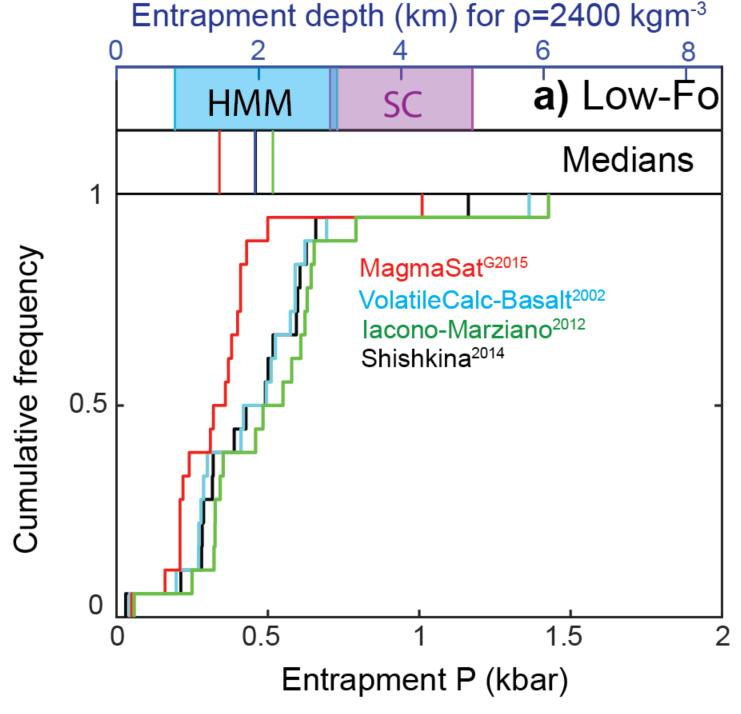 Entrapment depth (km) for ρ=2400 kgm⁻³
0 2 4 6 8
HMM SC a) Low-Fo
Medians
1
MagmaSatᴳ²⁰¹⁵
VolatileCalc-Basalt²⁰⁰²
Iacono-Marziano²⁰¹²
Shishkina²⁰¹⁴
0.5
0
Cumulative frequency
0 0.5 1 1.5 2
Entrapment P (kbar)